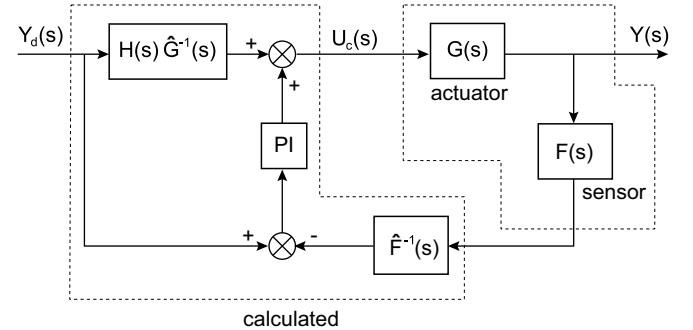 Y_d(s)
H(s) Ĝ⁻¹(s)
+
U_c(s)
G(s)
Y(s)
actuator
+
PI
F(s)
sensor
+
-
F̂⁻¹(s)
calculated